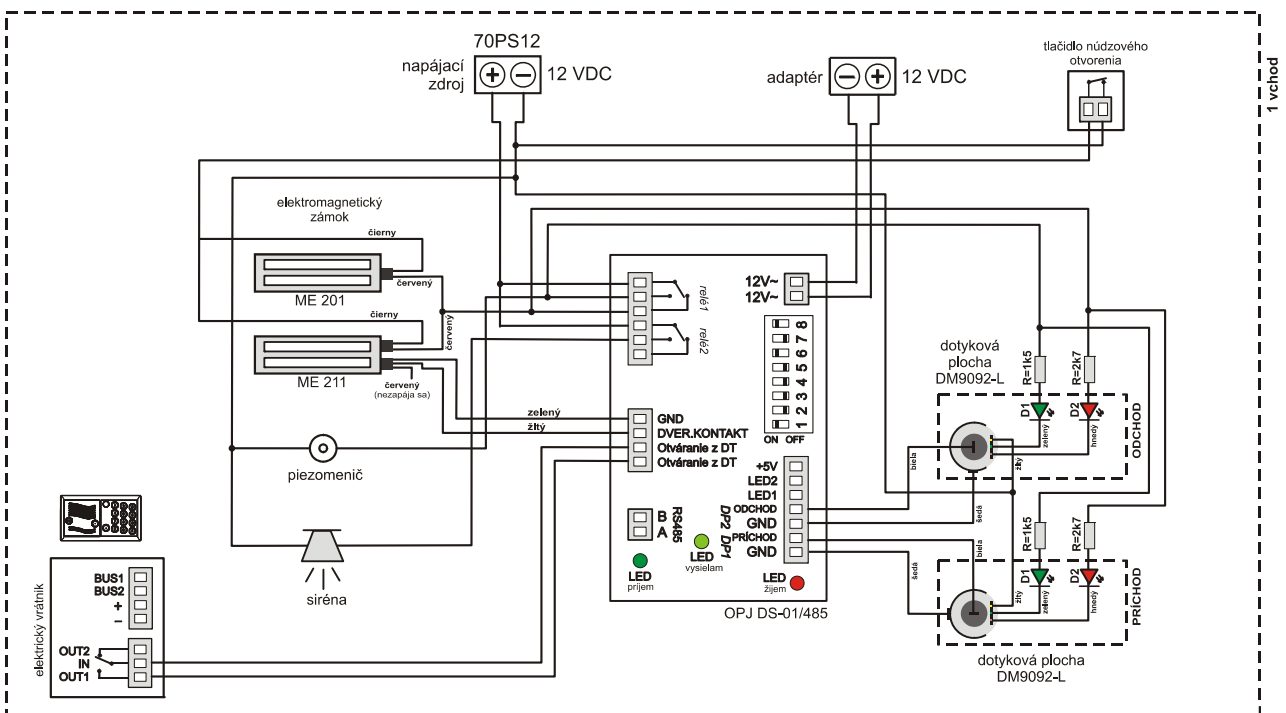 70PS12
napájací
zdroj
+ −
12 VDC
adaptér
− +
12 VDC
tlačidlo núdzového
otvorenia
1 vchod
elektromagnetický
zámok
čierny
červený
ME 201
čierny
červený
ME 211
červený
(nezapája sa)
zelený
žltý
piezomenič
siréna
relé1
relé2
12V~
12V~
8
7
6
5
4
3
2
1
ON OFF
GND
DVER.KONTAKT
Otváranie z DT
Otváranie z DT
+5V
LED2
LED1
ODCHOD
GND
PRÍCHOD
GND
DP2 DP1
B
A
RS485
LED
príjem
LED
vysielam
LED
žijem
OPJ DS-01/485
dotyková
plocha
DM9092-L
R=1k5
R=2k7
D1
D2
zelený
hnedý
žltý
biela
šedá
ODCHOD
R=1k5
R=2k7
D1
D2
žltý
zelený
hnedý
biela
šedá
PRÍCHOD
dotyková plocha
DM9092-L
elektrický vrátnik
BUS1
BUS2
+
−
OUT2
IN
OUT1